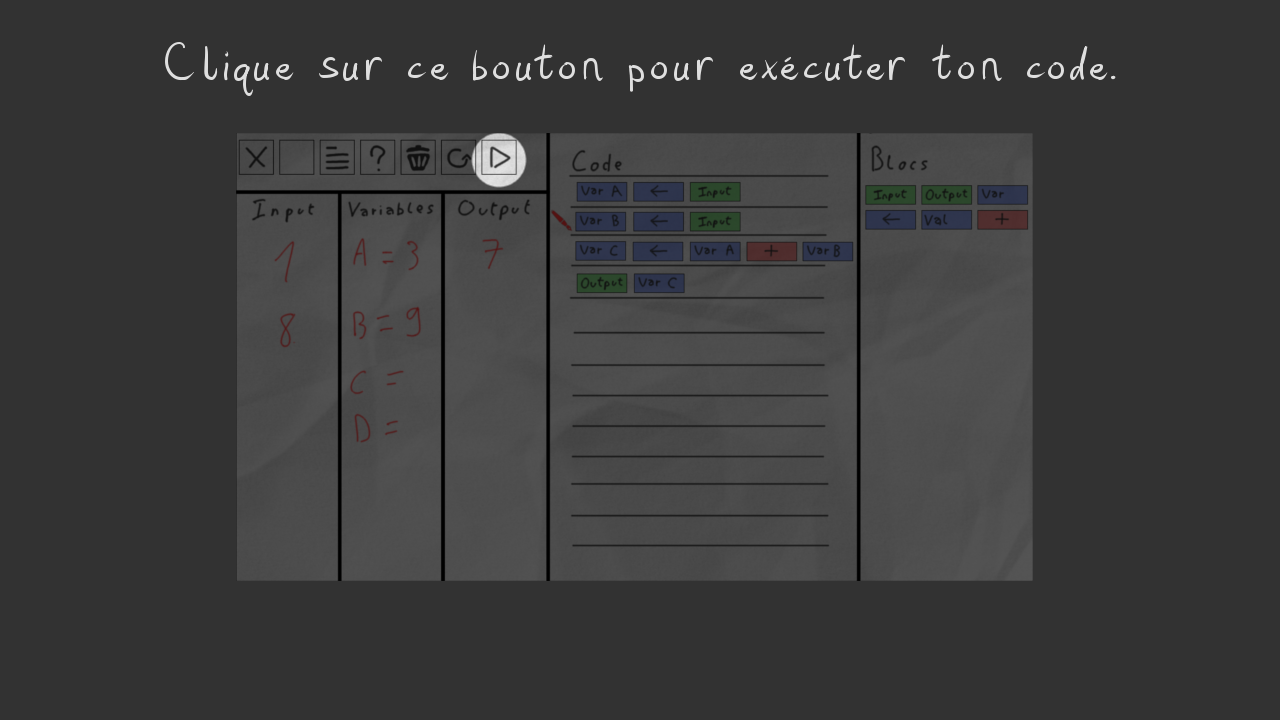 Clique sur ce bouton pour exécuter ton code.
?
Input Variables Output
1 A = 3 7
8 B = 9
C =
D =
Code
Var A ← Input
Var B ← Input
Var C ← Var A + Var B
Output Var C
Blocs
Input Output Var
← Val +